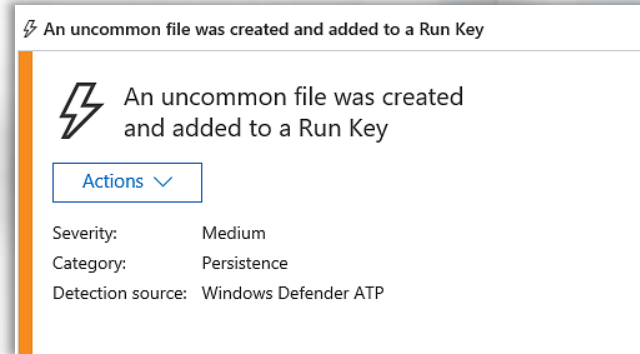 An uncommon file was created and added to a Run Key
An uncommon file was created
and added to a Run Key
Actions
Severity: Medium
Category: Persistence
Detection source: Windows Defender ATP